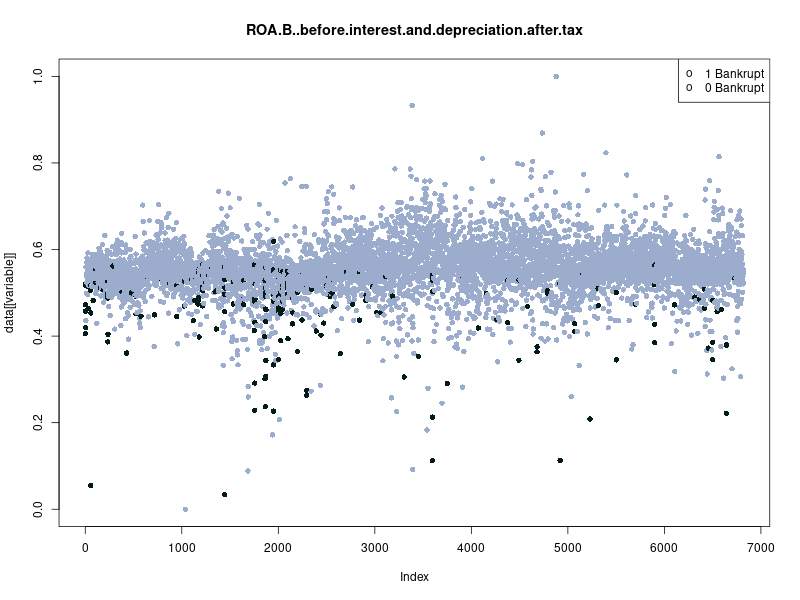 ROA.B..before.interest.and.depreciation.after.tax
1 Bankrupt
0 Bankrupt
data[[variable]]
1.0
0.8
0.6
0.4
0.2
0.0
0 1000 2000 3000 4000 5000 6000 7000
Index